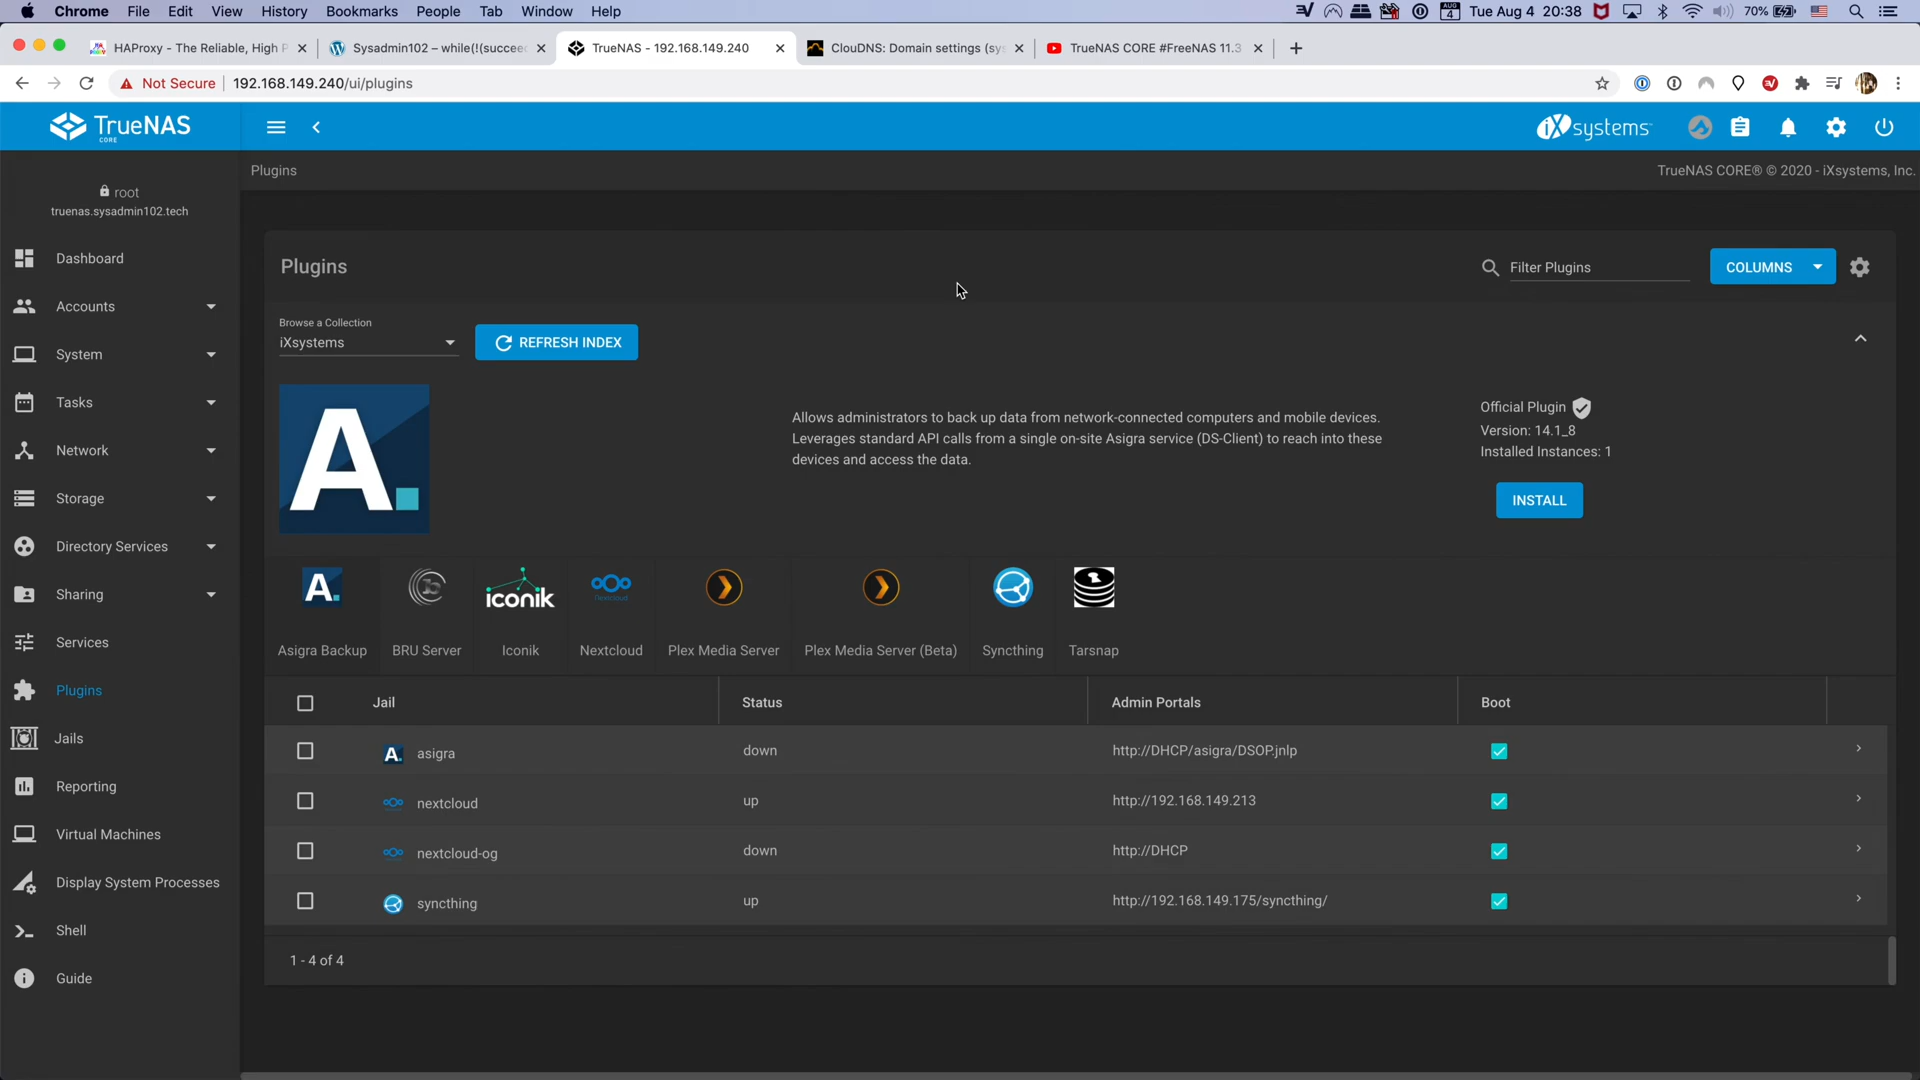 Chrome File Edit View History Bookmarks People Tab Window Help
AUG 4 Tue Aug 4 20:38 70%
HAProxy - The Reliable, High P
Sysadmin102 – while(!(succee
TrueNAS - 192.168.149.240
ClouDNS: Domain settings (sy
TrueNAS CORE #FreeNAS 11.3
Not Secure 192.168.149.240/ui/plugins
TrueNAS
CORE
iXsystems
root
truenas.sysadmin102.tech
Plugins
TrueNAS CORE® © 2020 - iXsystems, Inc.
Dashboard
Accounts
System
Tasks
Network
Storage
Directory Services
Sharing
Services
Plugins
Jails
Reporting
Virtual Machines
Display System Processes
Shell
Guide
Plugins
Filter Plugins
COLUMNS
Browse a Collection
iXsystems
REFRESH INDEX
A.
Allows administrators to back up data from network-connected computers and mobile devices.
Leverages standard API calls from a single on-site Asigra service (DS-Client) to reach into these
devices and access the data.
Official Plugin
Version: 14.1_8
Installed Instances: 1
INSTALL
A.
iconik
nextcloud
Asigra Backup
BRU Server
Iconik
Nextcloud
Plex Media Server
Plex Media Server (Beta)
Syncthing
Tarsnap
Jail Status Admin Portals Boot
A. asigra down http://DHCP/asigra/DSOP.jnlp
nextcloud up http://192.168.149.213
nextcloud-og down http://DHCP
syncthing up http://192.168.149.175/syncthing/
1 - 4 of 4